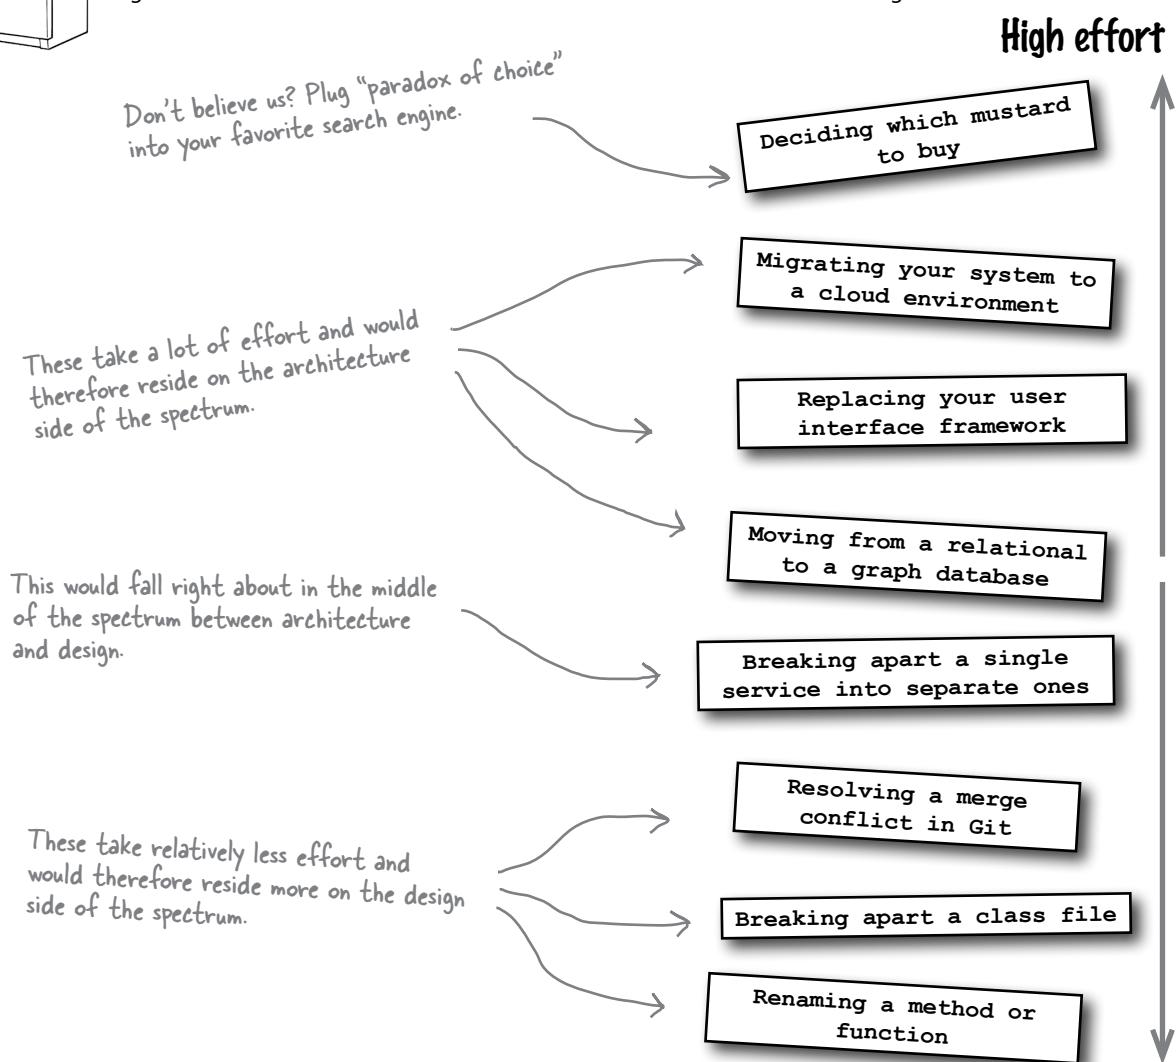 High effort
Don't believe us? Plug “paradox of choice”
into your favorite search engine.
Deciding which mustard
to buy
Migrating your system to
a cloud environment
These take a lot of effort and would
therefore reside on the architecture
side of the spectrum.
Replacing your user
interface framework
Moving from a relational
to a graph database
This would fall right about in the middle
of the spectrum between architecture
and design.
Breaking apart a single
service into separate ones
Resolving a merge
conflict in Git
These take relatively less effort and
would therefore reside more on the design
side of the spectrum.
Breaking apart a class file
Renaming a method or
function